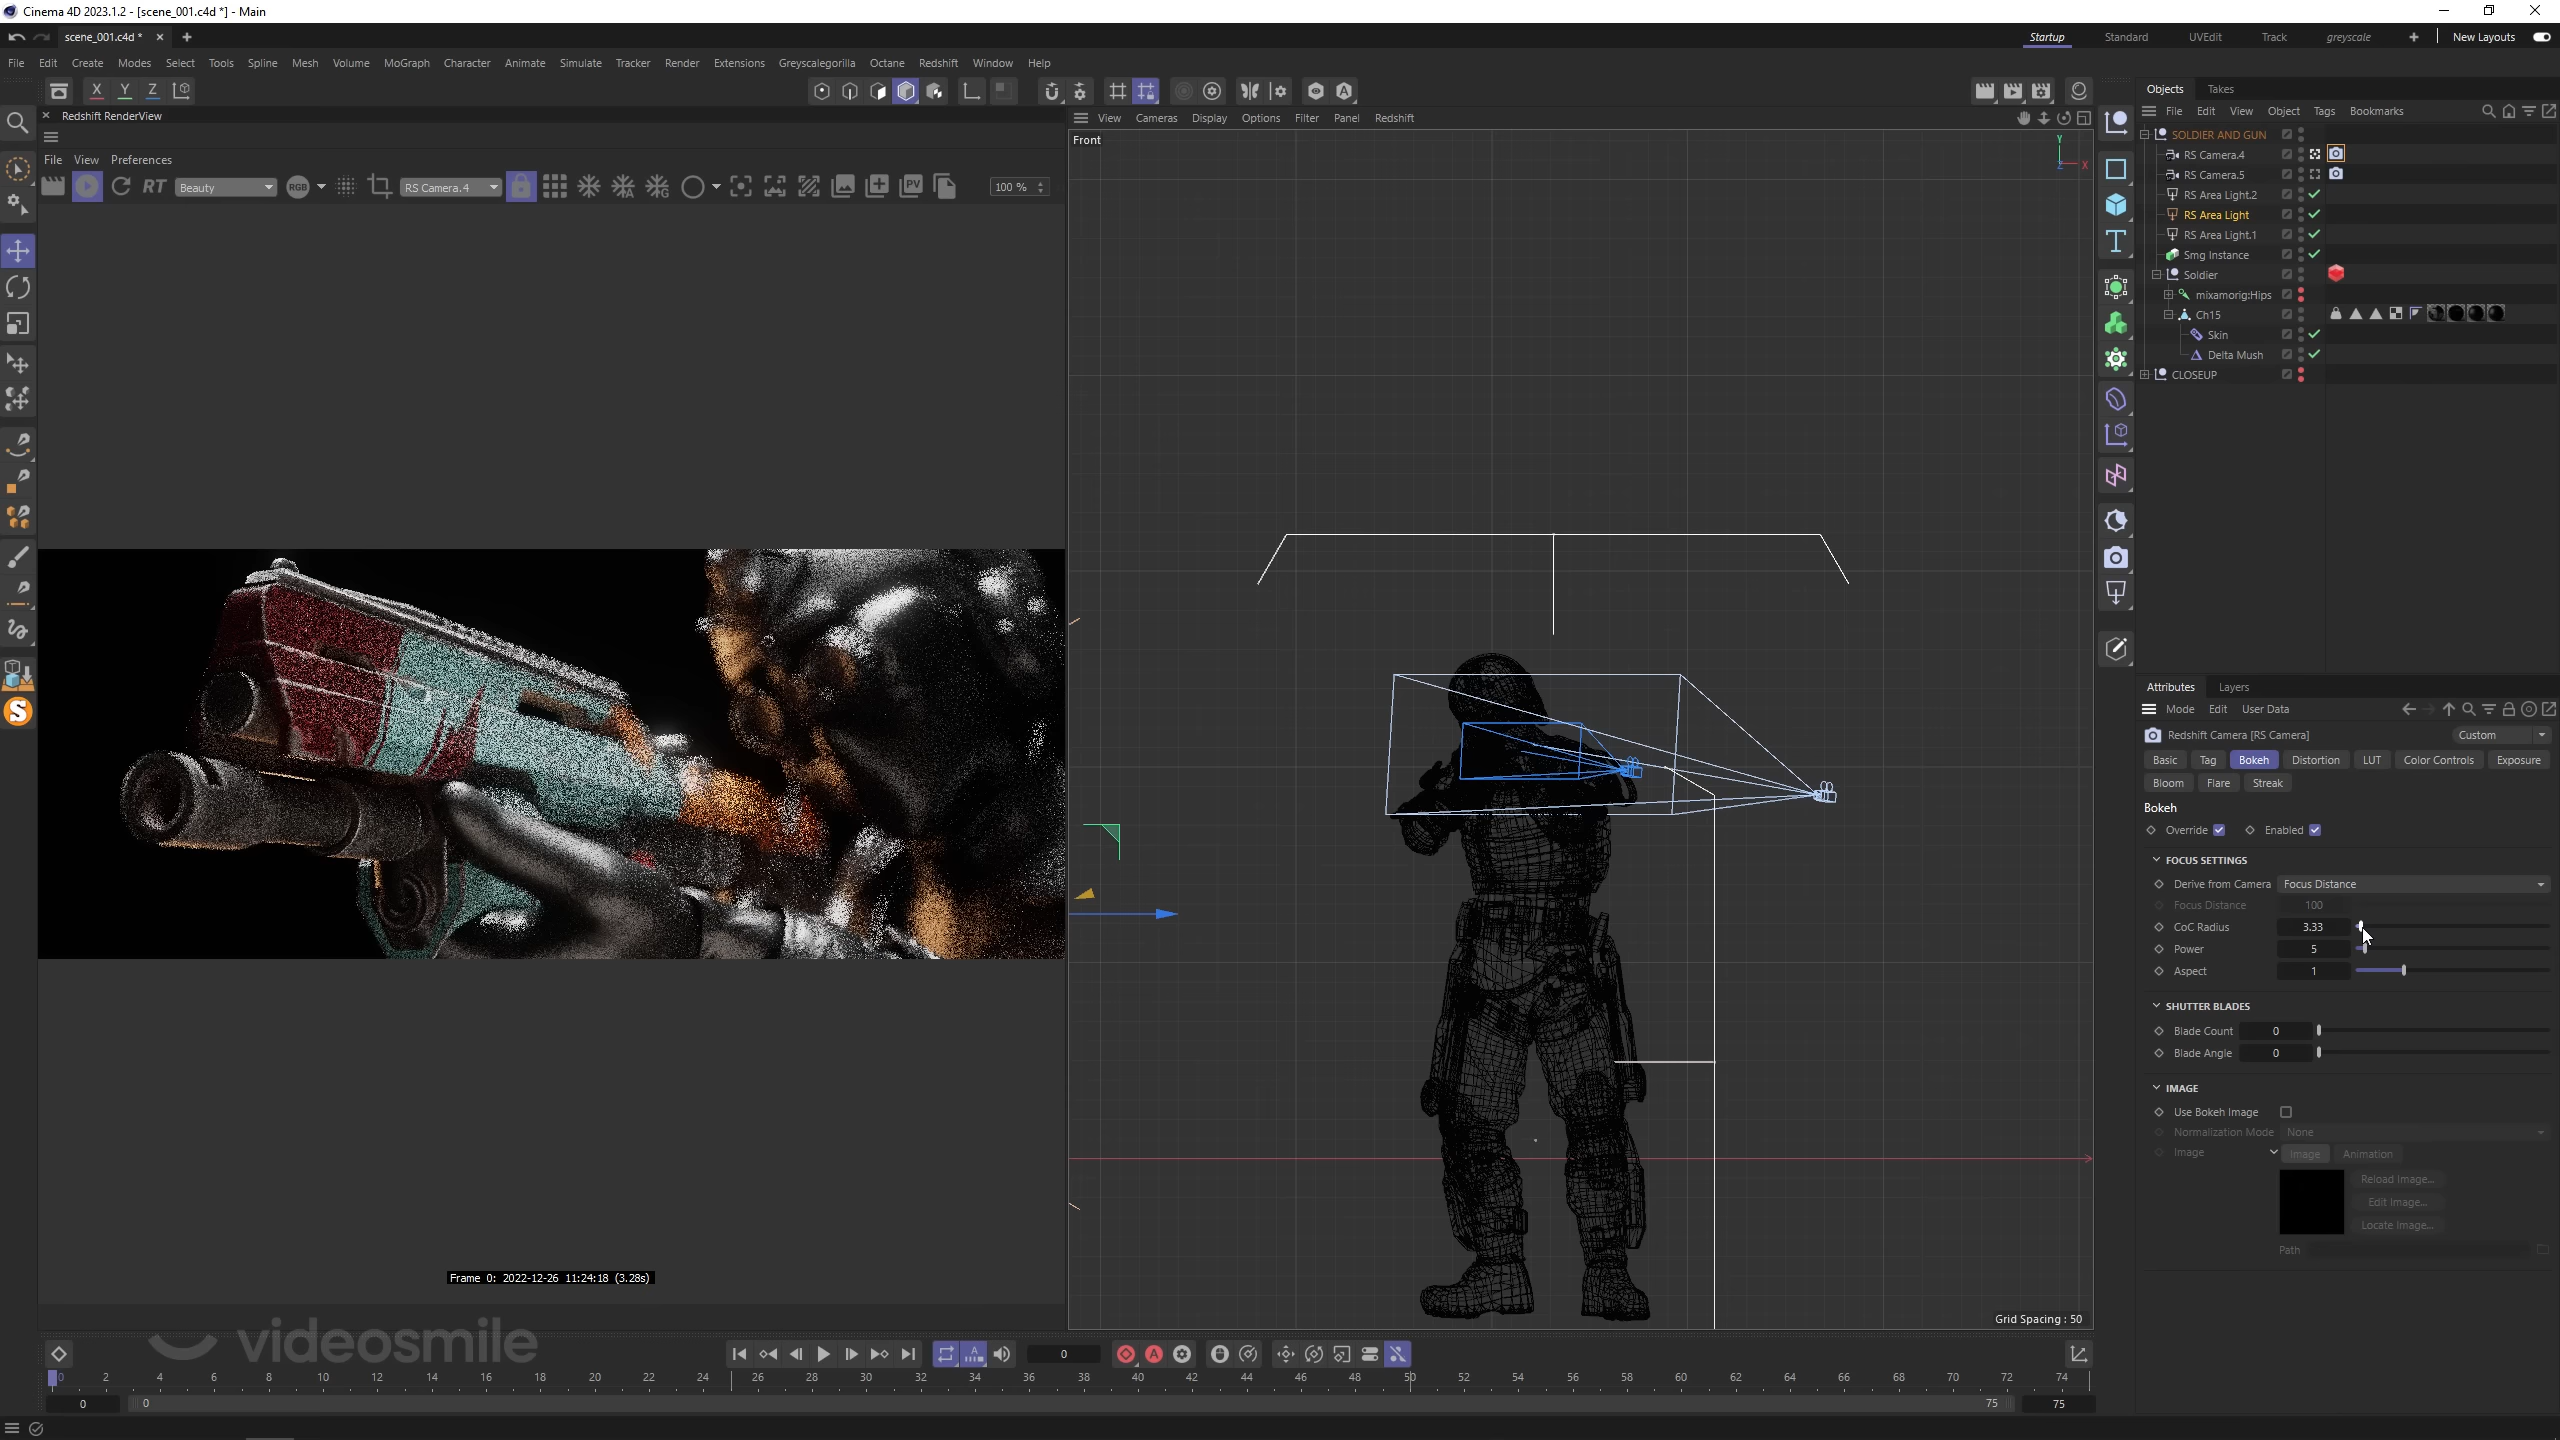 Cinema 4D 2023.1.2 - [scene_001.c4d *] - Main
scene_001.c4d *
Startup Standard UVEdit Track greyscale New Layouts
File Edit Create Modes Select Tools Spline Mesh Volume MoGraph Character Animate Simulate Tracker Render Extensions Greyscalegorilla Octane Redshift Window Help
X Y Z
Redshift RenderView
File View Preferences
RT Beauty RGB RS Camera.4 PV 100 %
View Cameras Display Options Filter Panel Redshift
Front
Y
X
Z
Objects Takes
File Edit View Object Tags Bookmarks
SOLDIER AND GUN
RS Camera.4
RS Camera.5
RS Area Light.2
RS Area Light
RS Area Light.1
Smg Instance
Soldier
mixamorig:Hips
Ch15
Skin
Delta Mush
CLOSEUP
Attributes Layers
Mode Edit User Data
Redshift Camera [RS Camera] Custom
Basic Tag Bokeh Distortion LUT Color Controls Exposure
Bloom Flare Streak
Bokeh
Override Enabled
FOCUS SETTINGS
Derive from Camera Focus Distance
Focus Distance 100
CoC Radius 3.33
Power 5
Aspect 1
SHUTTER BLADES
Blade Count 0
Blade Angle 0
IMAGE
Use Bokeh Image
Normalization Mode None
Image Image Animation
Reload Image...
Edit Image...
Locate Image...
Path
Frame 0: 2022-12-26 11:24:18 (3.28s)
Grid Spacing : 50
videosmile
0
0 2 4 6 8 10 12 14 16 18 20 22 24 26 28 30 32 34 36 38 40 42 44 46 48 50 52 54 56 58 60 62 64 66 68 70 72 74
0 0 75 75